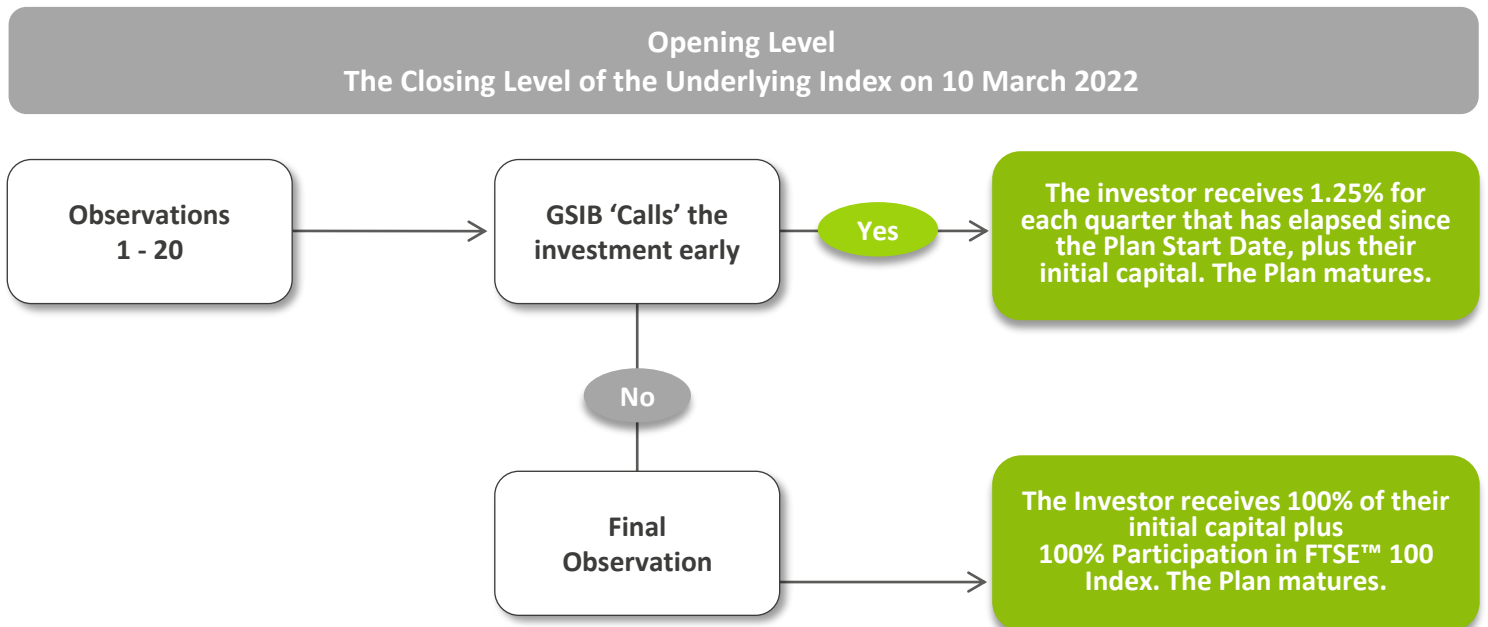 Opening Level
The Closing Level of the Underlying Index on 10 March 2022
Observations
1 - 20
GSIB ‘Calls’ the
investment early
Yes
The investor receives 1.25% for
each quarter that has elapsed since
the Plan Start Date, plus their
initial capital. The Plan matures.
No
Final
Observation
The Investor receives 100% of their
initial capital plus
100% Participation in FTSE™ 100
Index. The Plan matures.